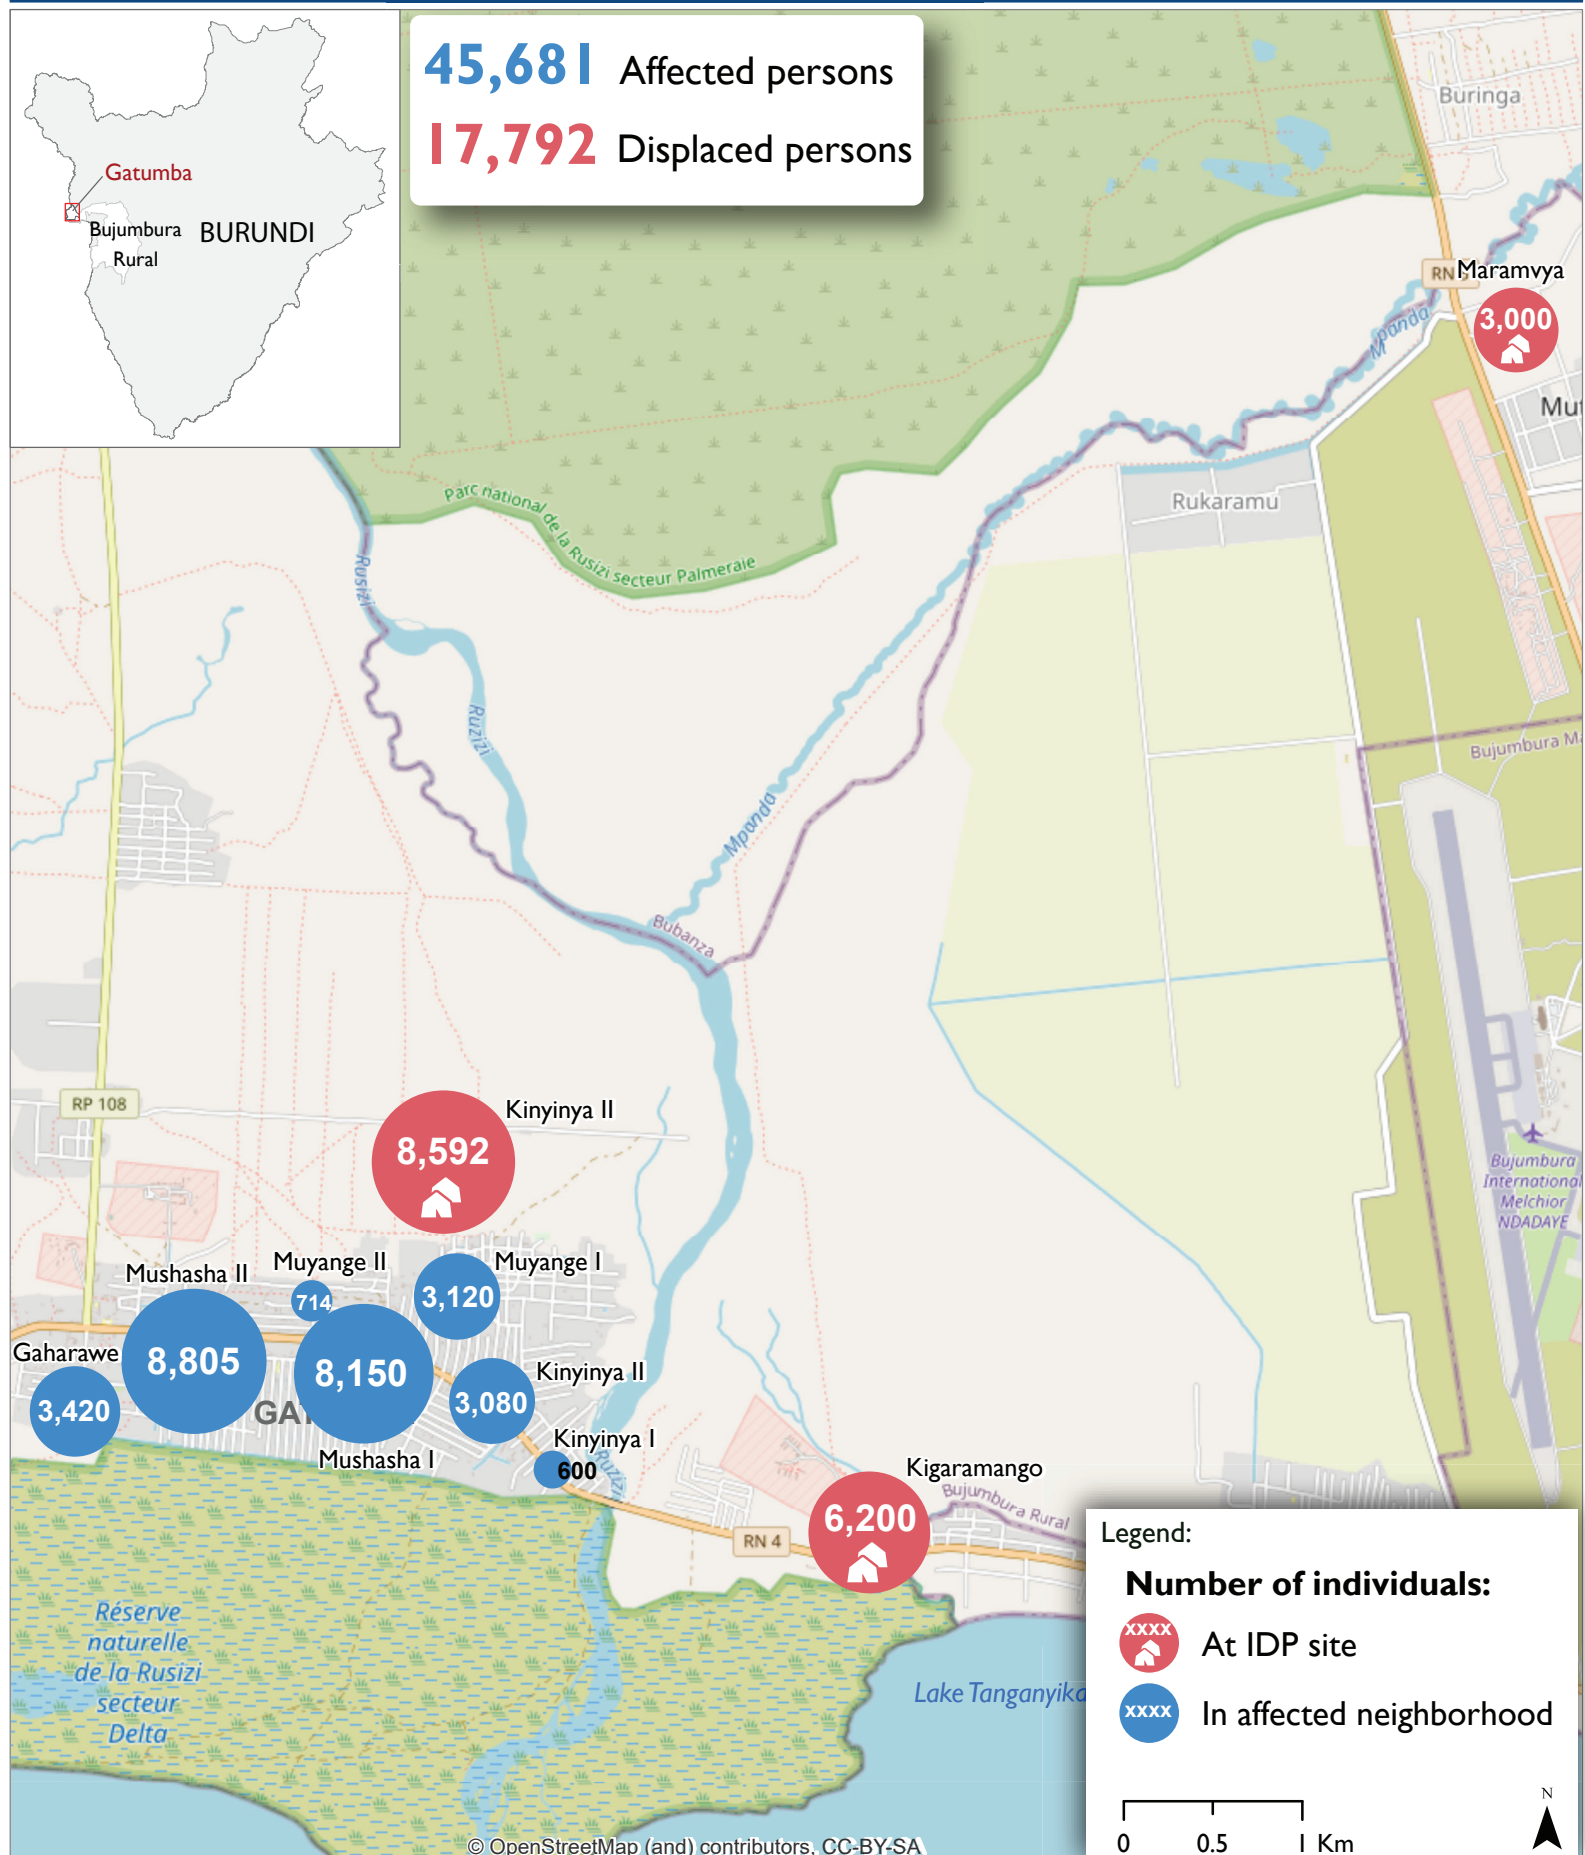 45,681 Affected persons
17,792 Displaced persons
Gatumba
Bujumbura
Rural
BURUNDI
Buringa
RN
Maramvya
3,000
Mpanda
Rukaramu
Parc national de la Rusizi secteur Palmeraie
Rusizi
Ruzizi
Mpanda
Bubanza
RP 108
Kinyinya II
8,592
Bujumbura
International
Melchior
NDADAYE
Mushasha II
8,805
Muyange II
714
Muyange I
3,120
Gaharawe
3,420
8,150
Mushasha I
Kinyinya II
3,080
Kinyinya I
600
Kigaramango
6,200
Bujumbura Rural
RN 4
Réserve
naturelle
de la Rusizi
secteur
Delta
Lake Tanganyika
Legend:
Number of individuals:
xxxx At IDP site
xxxx In affected neighborhood
0 0.5 1 Km
N
© OpenStreetMap (and) contributors, CC-BY-SA